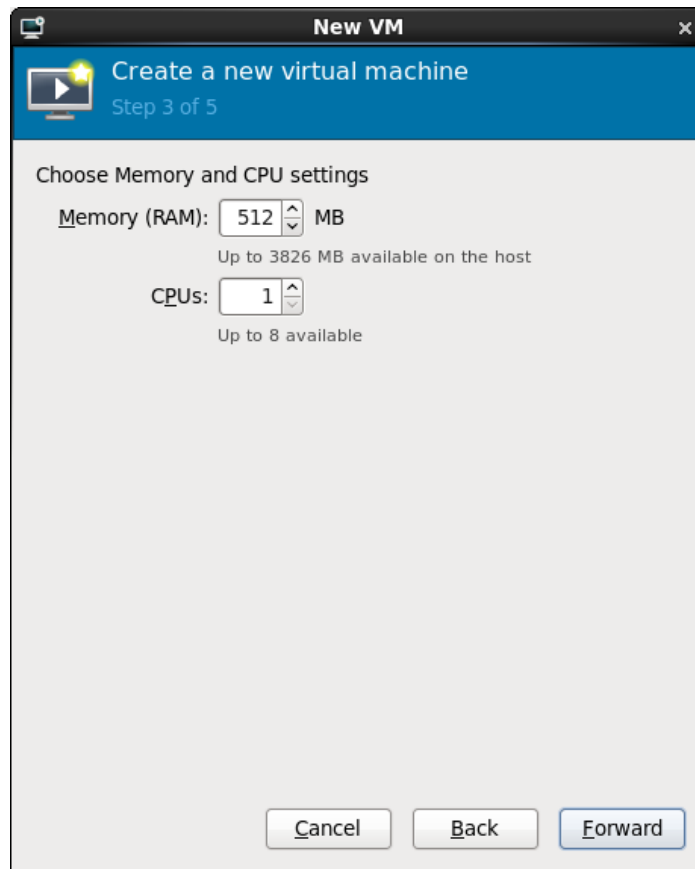 New VM
Create a new virtual machine
Step 3 of 5
Choose Memory and CPU settings
Memory (RAM): 512 MB
Up to 3826 MB available on the host
CPUs: 1
Up to 8 available
Cancel Back Forward